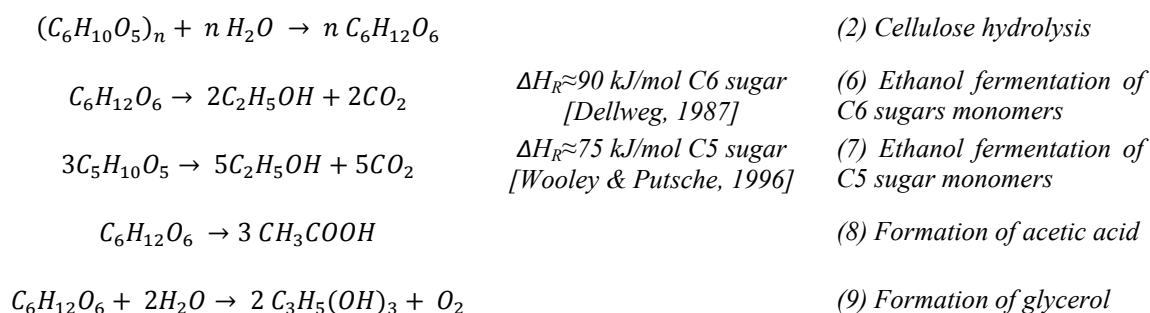 (C₆H₁₀O₅)ₙ + n H₂O → n C₆H₁₂O₆ (2) Cellulose hydrolysis
C₆H₁₂O₆ → 2C₂H₅OH + 2CO₂ ΔH_R≈90 kJ/mol C6 sugar (6) Ethanol fermentation of
[Dellweg, 1987] C6 sugars monomers
3C₅H₁₀O₅ → 5C₂H₅OH + 5CO₂ ΔH_R≈75 kJ/mol C5 sugar (7) Ethanol fermentation of
[Wooley & Putsche, 1996] C5 sugar monomers
C₆H₁₂O₆ → 3 CH₃COOH (8) Formation of acetic acid
C₆H₁₂O₆ + 2H₂O → 2 C₃H₅(OH)₃ + O₂ (9) Formation of glycerol